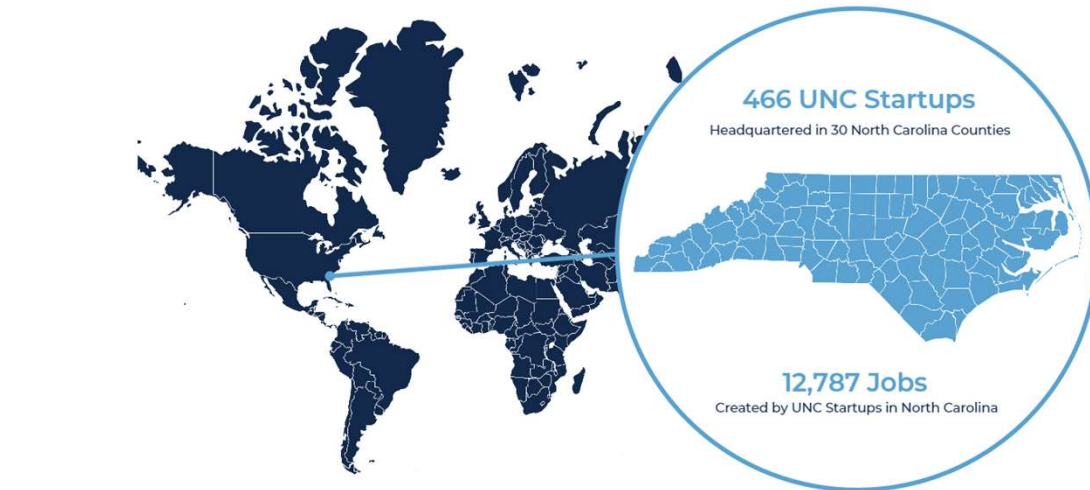 466 UNC Startups
Headquartered in 30 North Carolina Counties
12,787 Jobs
Created by UNC Startups in North Carolina